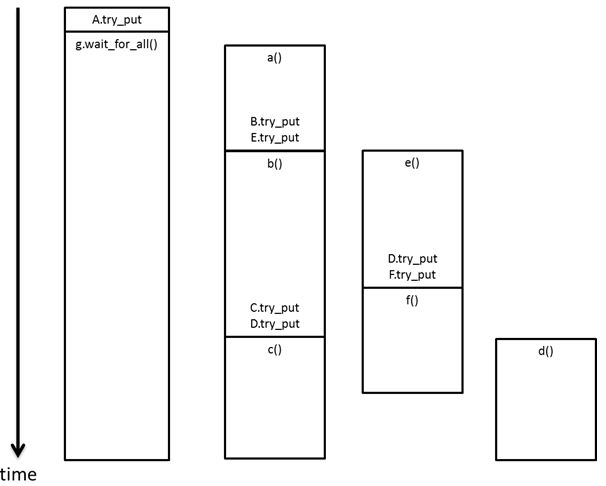 A.try_put
g.wait_for_all()
a()
B.try_put
E.try_put
b()
e()
D.try_put
F.try_put
f()
C.try_put
D.try_put
c()
d()
time